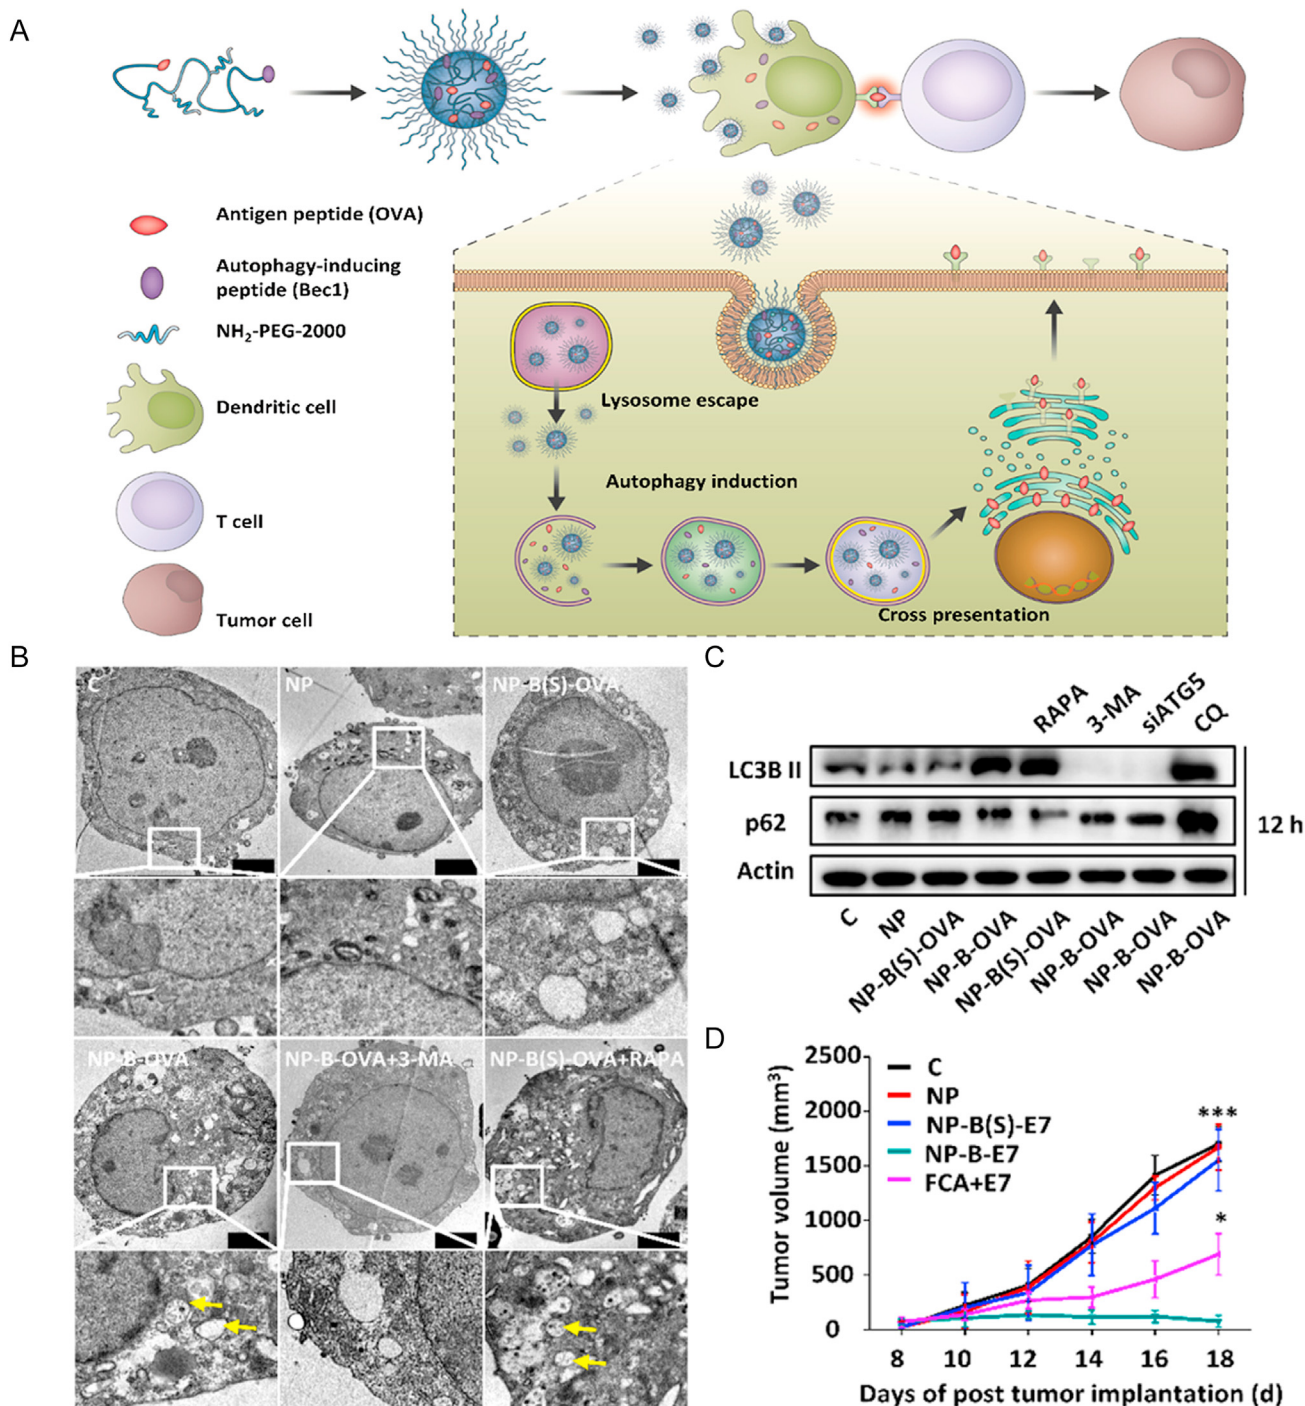 A
Antigen peptide (OVA)
Autophagy-inducing
peptide (Bec1)
NH₂-PEG-2000
Dendritic cell
T cell
Tumor cell
Lysosome escape
Autophagy induction
Cross presentation
B
C
NP
NP-B(S)-OVA
NP-B-OVA
NP-B-OVA+3-MA
NP-B(S)-OVA+RAPA
C
RAPA
3-MA
siATG5
CQ
LC3B II
p62
Actin
12 h
C
NP
NP-B(S)-OVA
NP-B-OVA
NP-B(S)-OVA
NP-B-OVA
NP-B-OVA
NP-B-OVA
D
Tumor volume (mm³)
2500
2000
1500
1000
500
0
C
NP
NP-B(S)-E7
NP-B-E7
FCA+E7
***
*
8 10 12 14 16 18
Days of post tumor implantation (d)